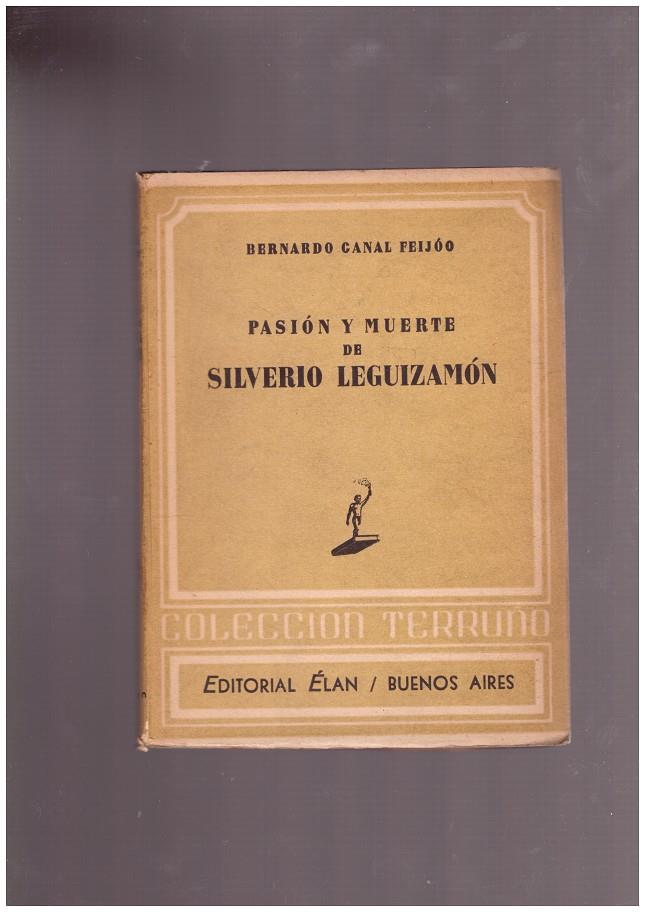 BERNARDO CANAL FEIJÓO
PASIÓN Y MUERTE
DE
SILVERIO LEGUIZAMÓN
COLECCION TERRUÑO
EDITORIAL ÉLAN / BUENOS AIRES